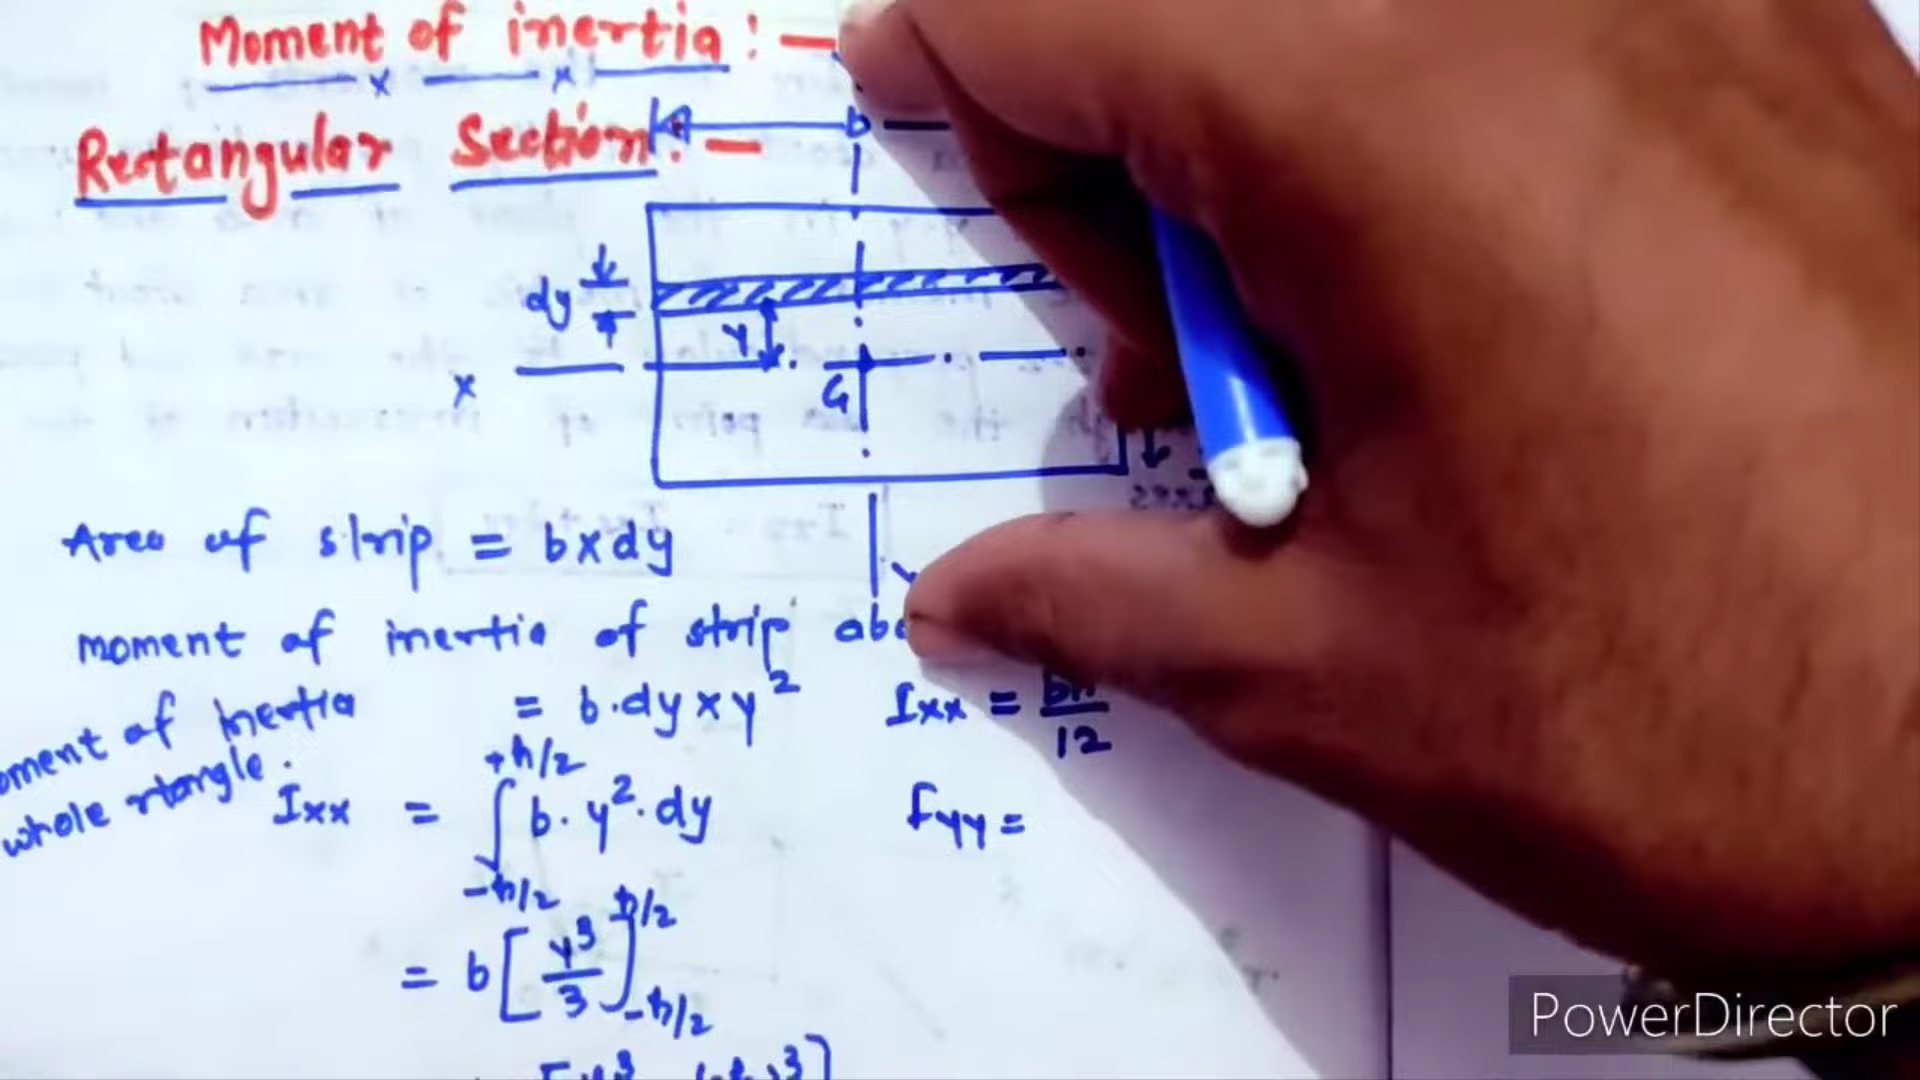 Moment of inertia : —
Rectangular Section : —
b
dy
y
x
G
Area of strip = b x dy
moment of inertia of strip
= b·dy x y²
moment of inertia
whole rtangle.
Ixx = ∫ b·y²·dy
+h/2
-h/2
= b[y³/3]
h/2
-h/2
Ixx =
12
Iyy =
PowerDirector